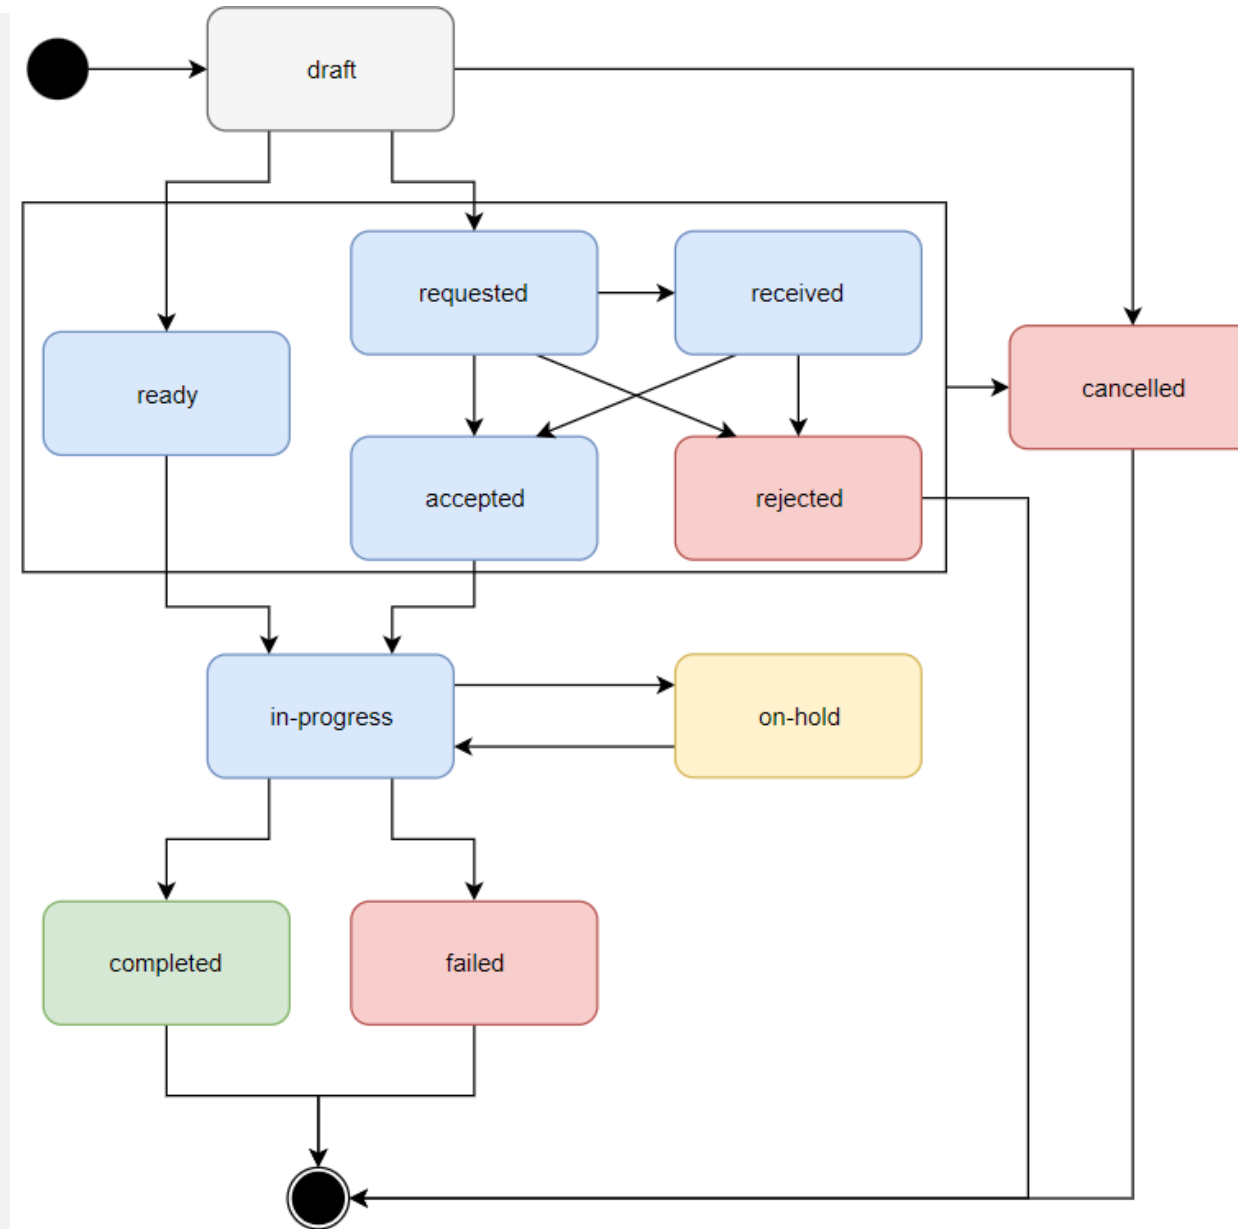 draft
requested
received
ready
cancelled
accepted
rejected
in-progress
on-hold
completed
failed